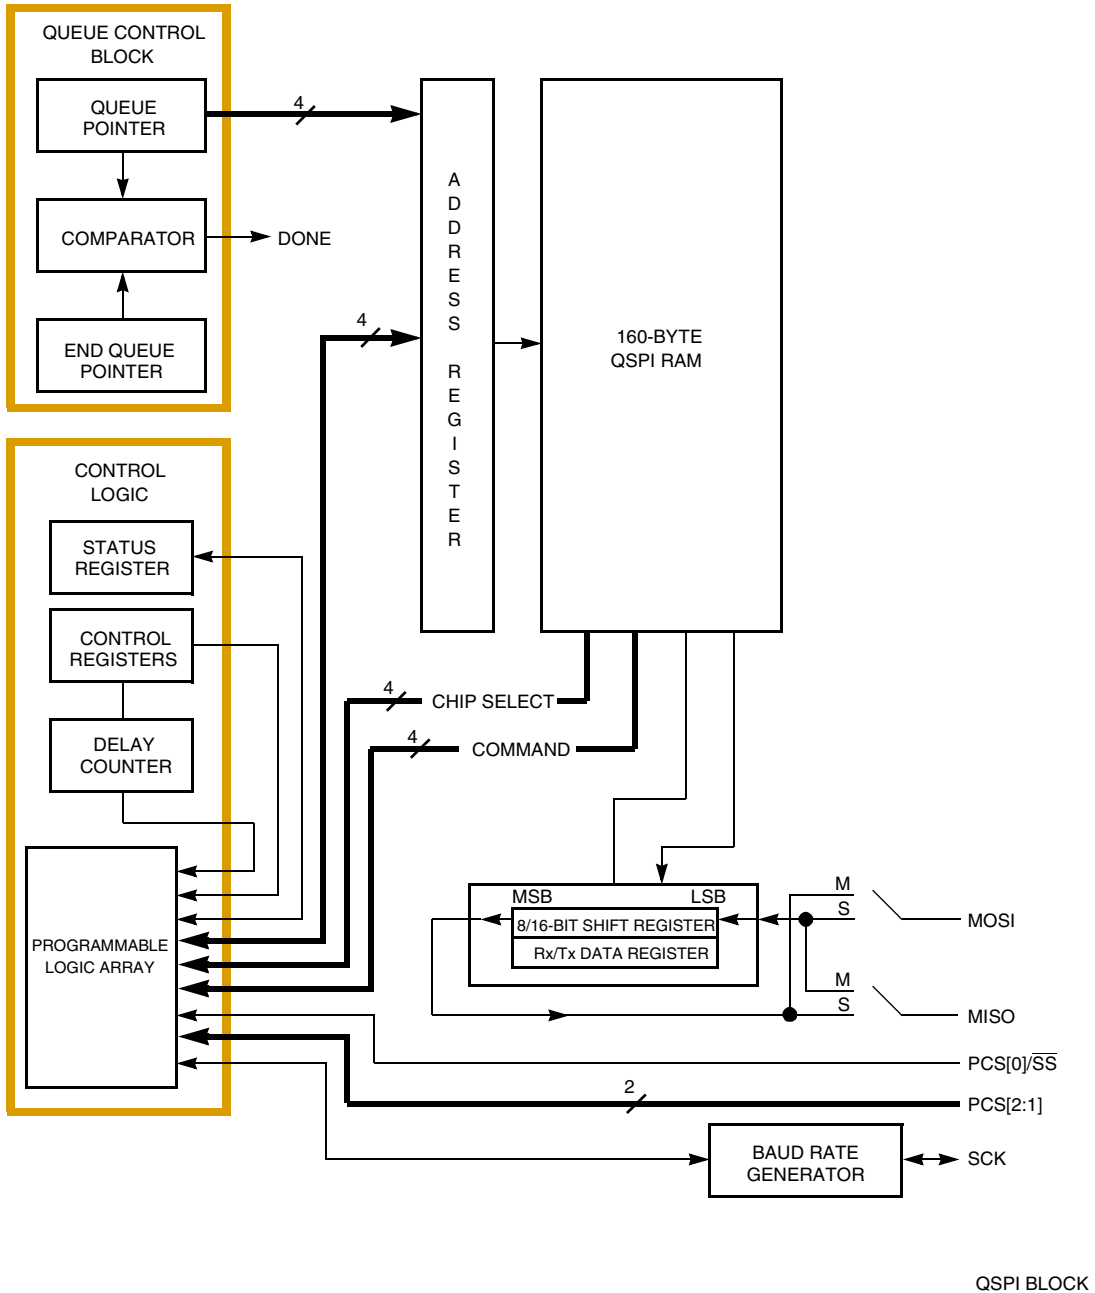 QUEUE CONTROL
BLOCK
QUEUE
POINTER
4
COMPARATOR
DONE
END QUEUE
POINTER
4
ADDRESS REGISTER
160-BYTE
QSPI RAM
CONTROL
LOGIC
STATUS
REGISTER
CONTROL
REGISTERS
DELAY
COUNTER
4
CHIP SELECT
4
COMMAND
PROGRAMMABLE
LOGIC ARRAY
MSB LSB
8/16-BIT SHIFT REGISTER
Rx/Tx DATA REGISTER
M
S
MOSI
M
S
MISO
PCS[0]/S̅S̅
2
PCS[2:1]
BAUD RATE
GENERATOR
SCK
QSPI BLOCK